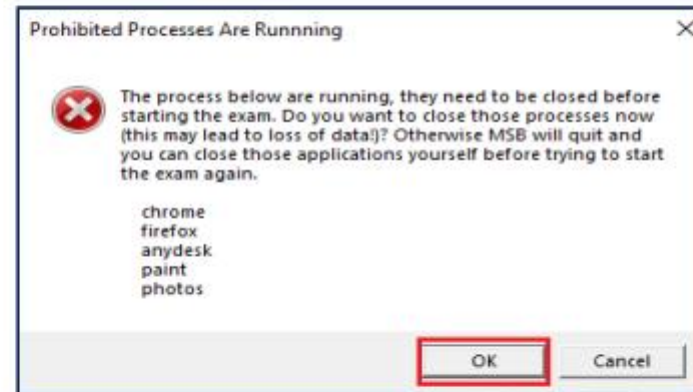 Prohibited Processes Are Runnning
The process below are running, they need to be closed before
starting the exam. Do you want to close those processes now
(this may lead to loss of data!)? Otherwise MSB will quit and
you can close those applications yourself before trying to start
the exam again.
chrome
firefox
anydesk
paint
photos
OK
Cancel